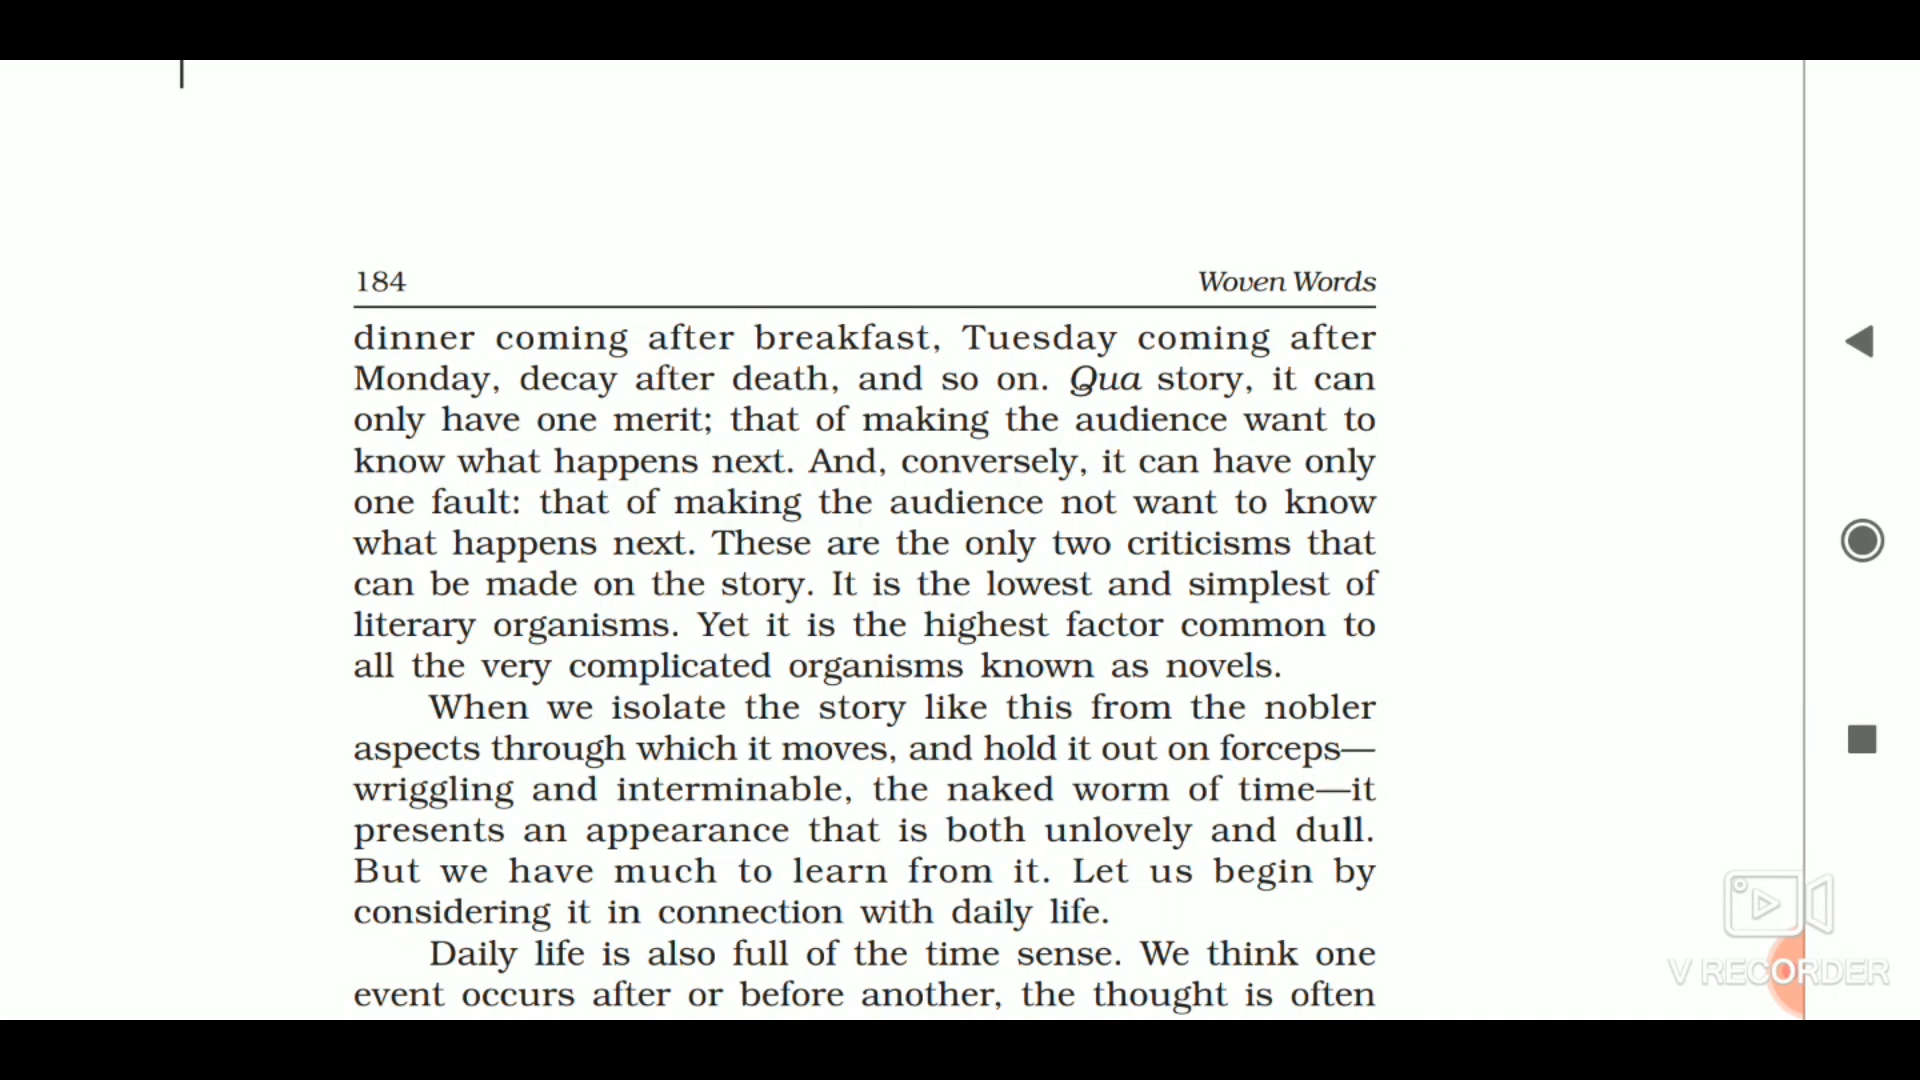 184 Woven Words
dinner coming after breakfast, Tuesday coming after
Monday, decay after death, and so on. Qua story, it can
only have one merit; that of making the audience want to
know what happens next. And, conversely, it can have only
one fault: that of making the audience not want to know
what happens next. These are the only two criticisms that
can be made on the story. It is the lowest and simplest of
literary organisms. Yet it is the highest factor common to
all the very complicated organisms known as novels.
When we isolate the story like this from the nobler
aspects through which it moves, and hold it out on forceps—
wriggling and interminable, the naked worm of time—it
presents an appearance that is both unlovely and dull.
But we have much to learn from it. Let us begin by
considering it in connection with daily life.
Daily life is also full of the time sense. We think one
event occurs after or before another, the thought is often
V RECORDER